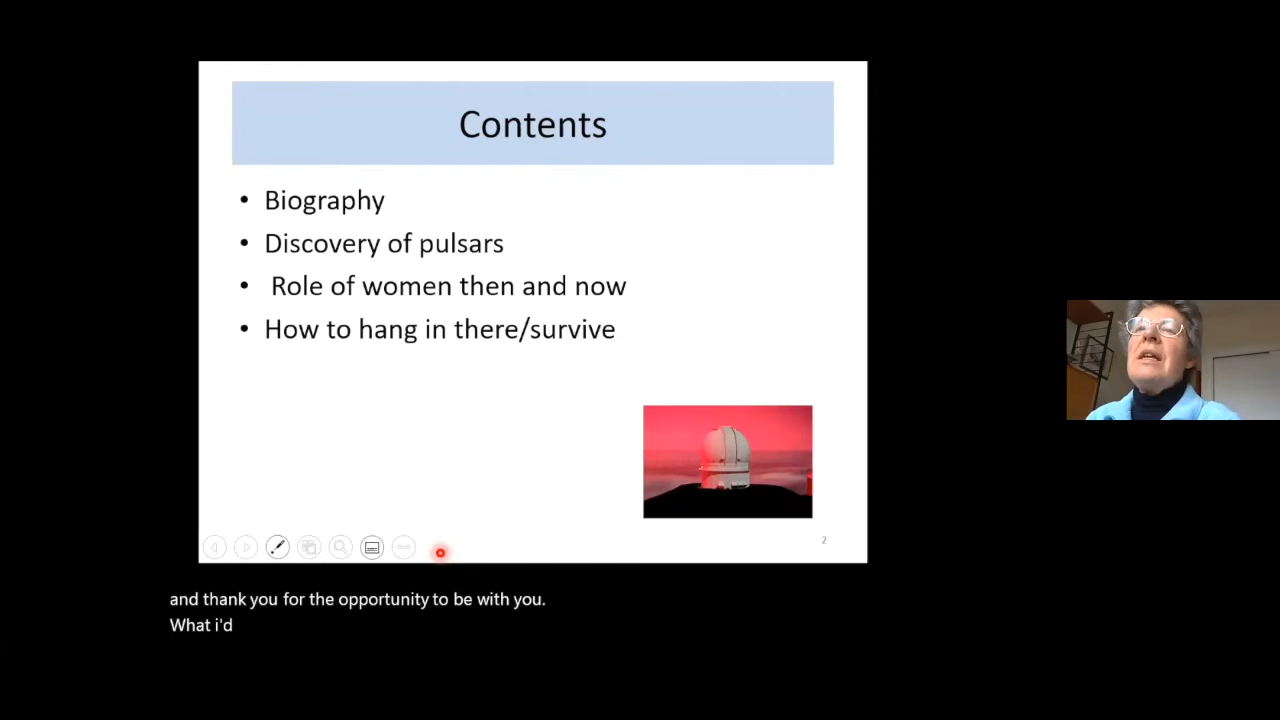 Contents
• Biography
• Discovery of pulsars
• Role of women then and now
• How to hang in there/survive
2
and thank you for the opportunity to be with you.
What i'd